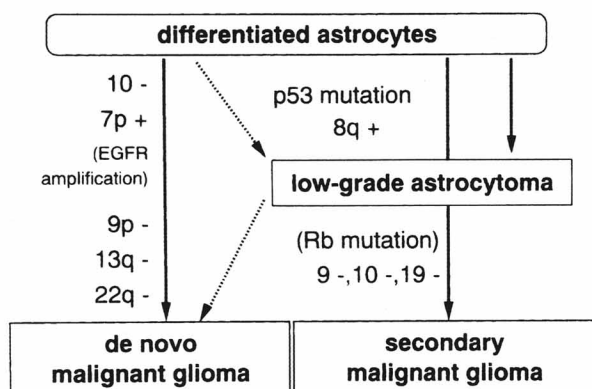 differentiated astrocytes
10 -
7p +
(EGFR
amplification)
9p -
13q -
22q -
p53 mutation
8q +
low-grade astrocytoma
(Rb mutation)
9 -,10 -,19 -
de novo
malignant glioma
secondary
malignant glioma